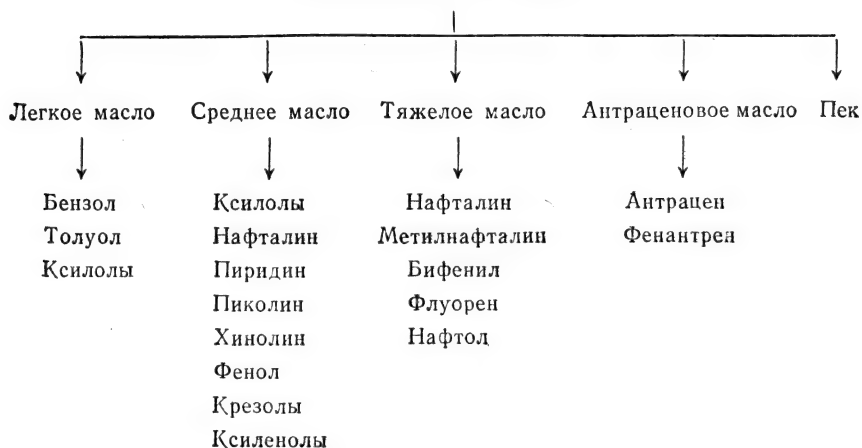 Легкое масло Среднее масло Тяжелое масло Антраценовое масло Пек
Бензол Ксилолы Нафталин Антрацен
Толуол Нафталин Метилнафталин Фенантрен
Ксилолы Пиридин Бифенил
Пиколин Флуорен
Хинолин Нафтол
Фенол
Крезолы
Ксиленолы